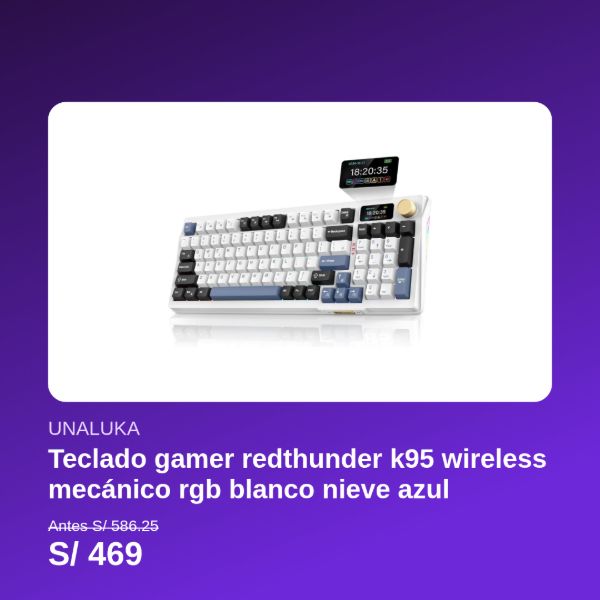 18:20:35
18:20:35
UNALUKA
Teclado gamer redthunder k95 wireless
mecánico rgb blanco nieve azul
Antes S/ 586.25
S/ 469